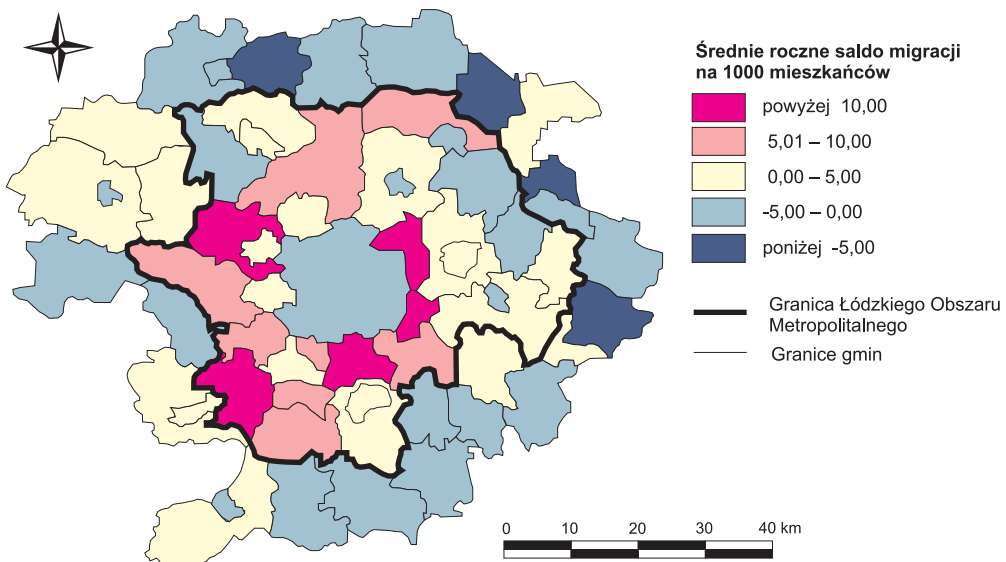 Średnie roczne saldo migracji
na 1000 mieszkańców
powyżej 10,00
5,01 – 10,00
0,00 – 5,00
-5,00 – 0,00
poniżej -5,00
Granica Łódzkiego Obszaru
Metropolitalnego
Granice gmin
0 10 20 30 40 km